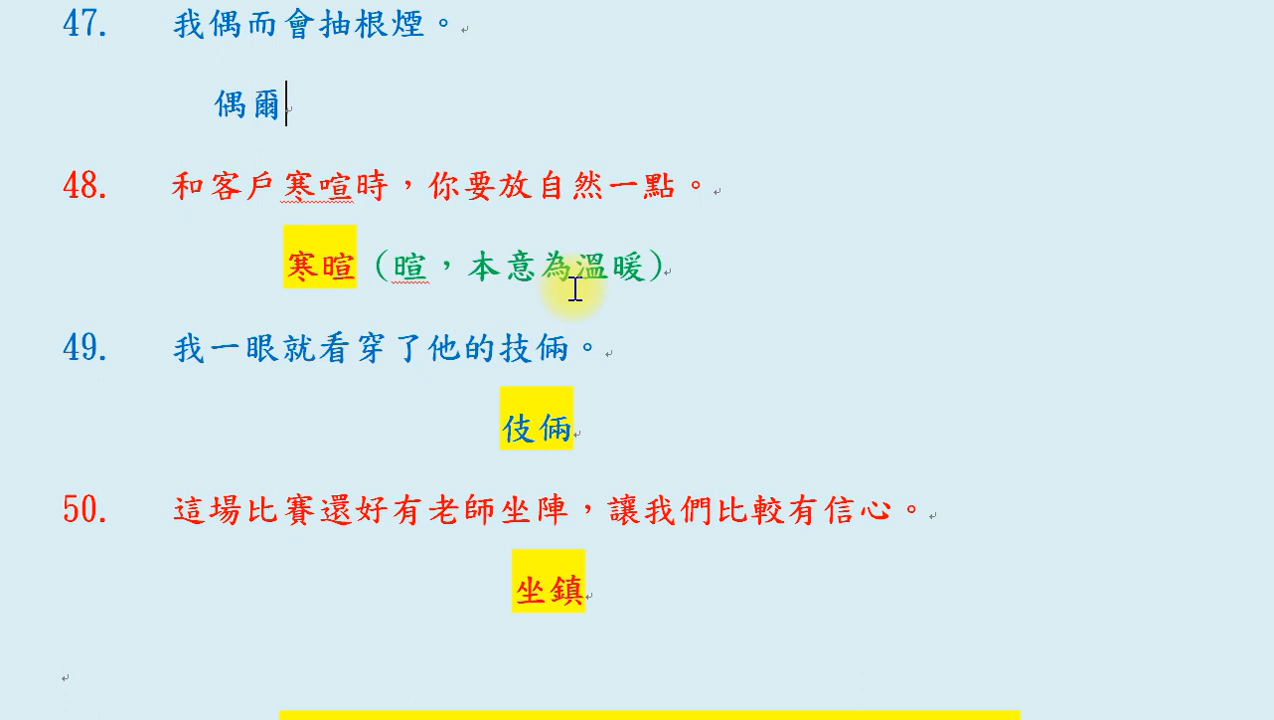 47. 我偶而會抽根煙。
偶爾
48. 和客戶寒喧時，你要放自然一點。
寒暄（暄，本意為溫暖）
49. 我一眼就看穿了他的技倆。
伎倆
50. 這場比賽還好有老師坐陣，讓我們比較有信心。
坐鎮